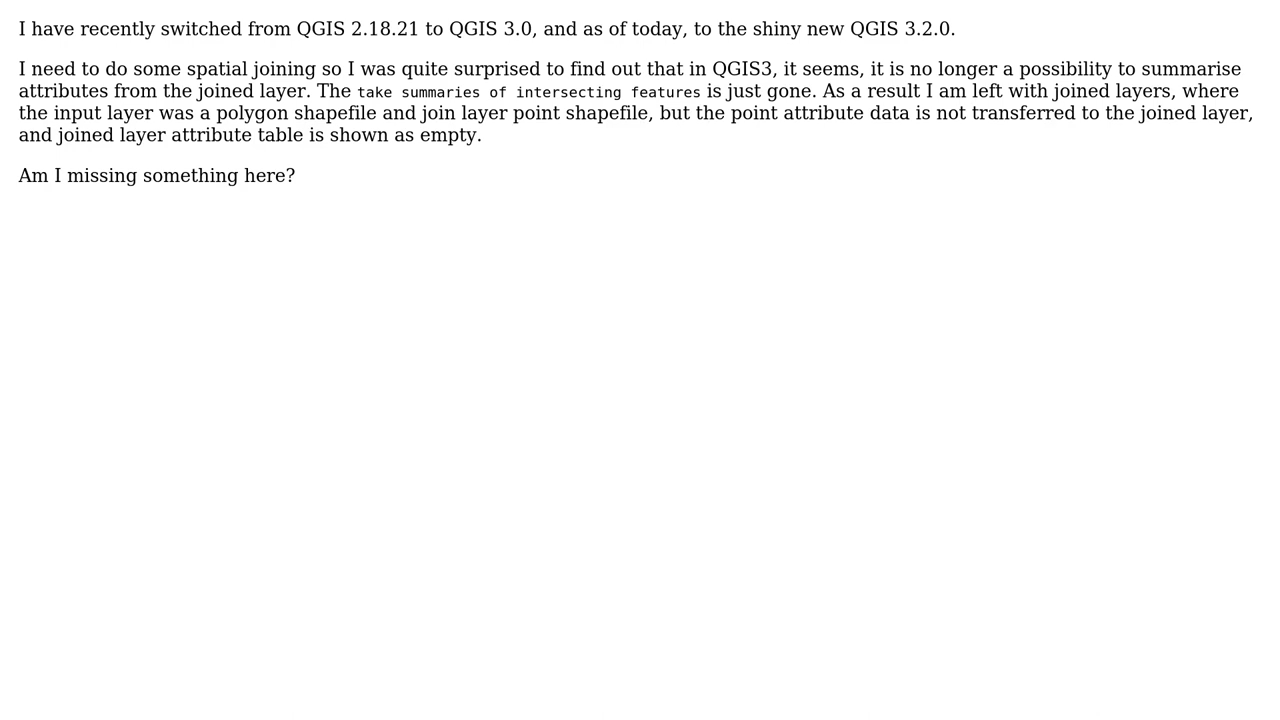 I have recently switched from QGIS 2.18.21 to QGIS 3.0, and as of today, to the shiny new QGIS 3.2.0.
I need to do some spatial joining so I was quite surprised to find out that in QGIS3, it seems, it is no longer a possibility to summarise
attributes from the joined layer. The take summaries of intersecting features is just gone. As a result I am left with joined layers, where
the input layer was a polygon shapefile and join layer point shapefile, but the point attribute data is not transferred to the joined layer,
and joined layer attribute table is shown as empty.
Am I missing something here?